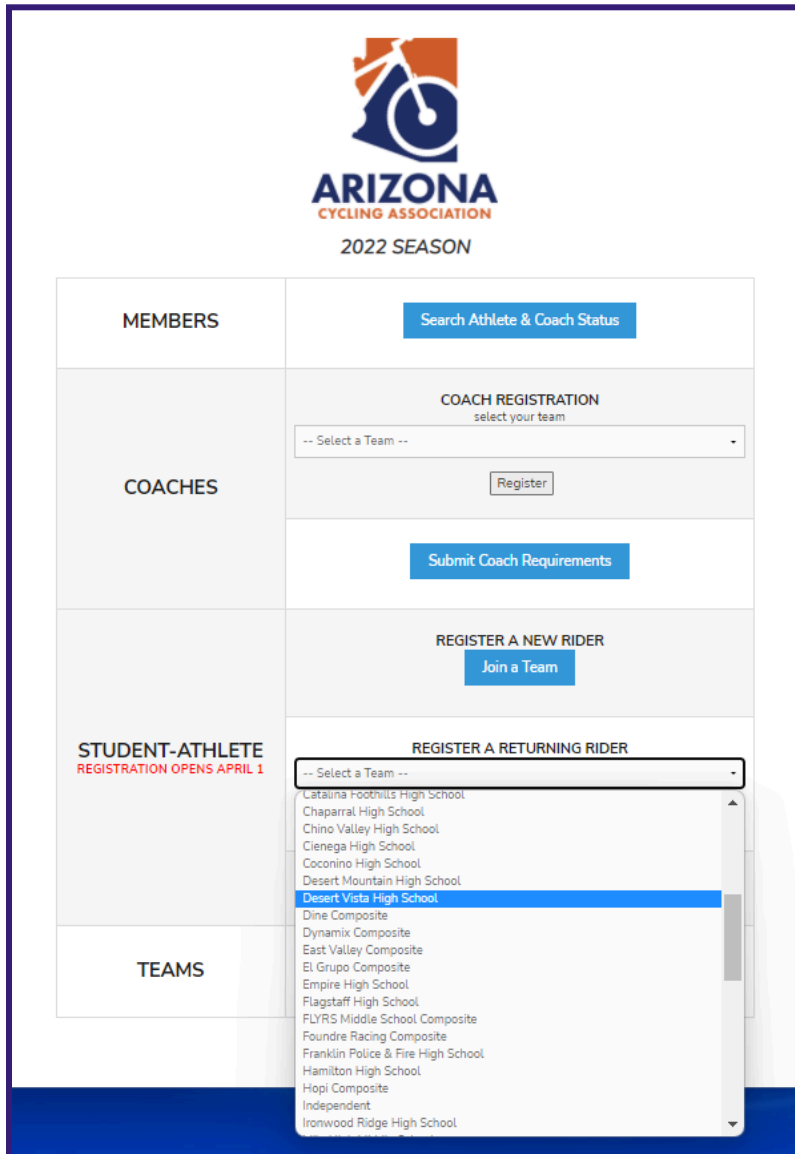 ARIZONA
CYCLING ASSOCIATION
2022 SEASON
MEMBERS
Search Athlete & Coach Status
COACHES
COACH REGISTRATION
select your team
-- Select a Team --
Register
Submit Coach Requirements
STUDENT-ATHLETE
REGISTRATION OPENS APRIL 1
REGISTER A NEW RIDER
Join a Team
REGISTER A RETURNING RIDER
-- Select a Team --
Catalina Foothills High School
Chaparral High School
Chino Valley High School
Cienega High School
Coconino High School
Desert Mountain High School
Desert Vista High School
Dine Composite
Dynamix Composite
East Valley Composite
El Grupo Composite
Empire High School
Flagstaff High School
FLYRS Middle School Composite
Foundre Racing Composite
Franklin Police & Fire High School
Hamilton High School
Hopi Composite
Independent
Ironwood Ridge High School
TEAMS